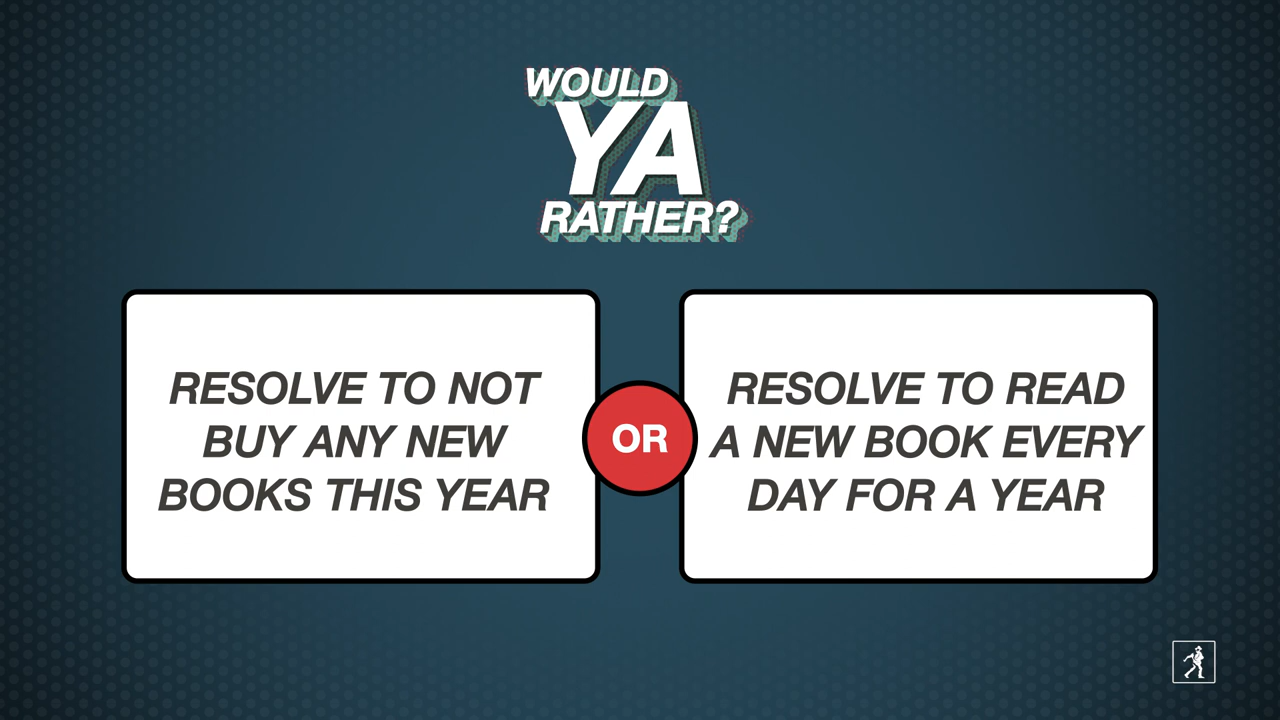 WOULD
YA
RATHER?
RESOLVE TO NOT
BUY ANY NEW
BOOKS THIS YEAR
OR
RESOLVE TO READ
A NEW BOOK EVERY
DAY FOR A YEAR